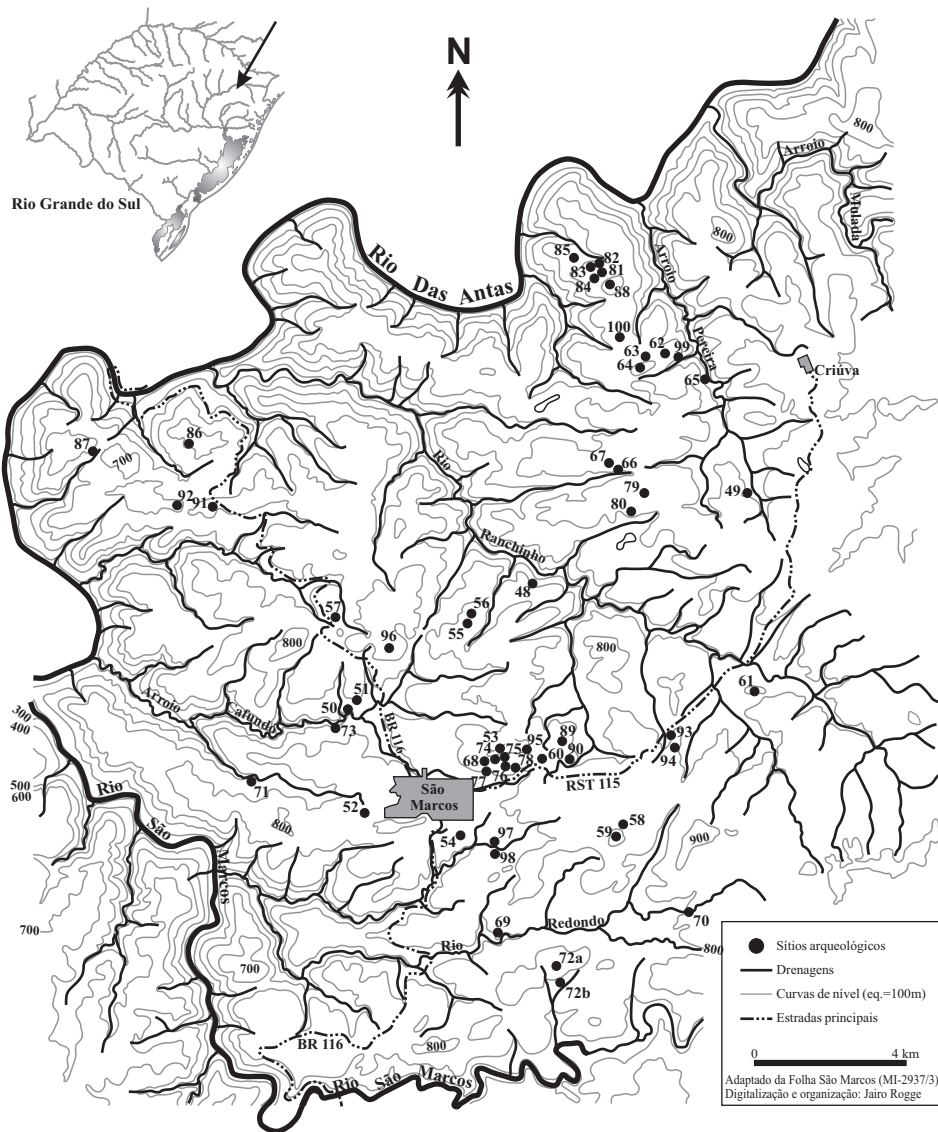 N
Rio Grande do Sul
800
Arroio
Mulada
800
Rio Das Antas
85
82
83
81
84
88
Arroio
Pereira
100
63
62
99
64
65
Criúva
87
86
700
Rio
67
66
79
49
80
92
91
Ranchinho
48
57
56
55
800
96
800
61
51
50
Arroio
Cafundo
73
BR 116
93
94
53
95
89
74
75
90
68
78
60
76
77
RST 115
300
400
500
600
Rio
São
Marcos
71
52
São
Marcos
800
54
97
98
58
59
900
70
700
69
Redondo
Rio
800
72a
72b
700
BR 116
800
Rio São Marcos
Sítios arqueológicos
Drenagens
Curvas de nível (eq.=100m)
Estradas principais
0 4 km
Adaptado da Folha São Marcos (MI-2937/3)
Digitalização e organização: Jairo Rogge